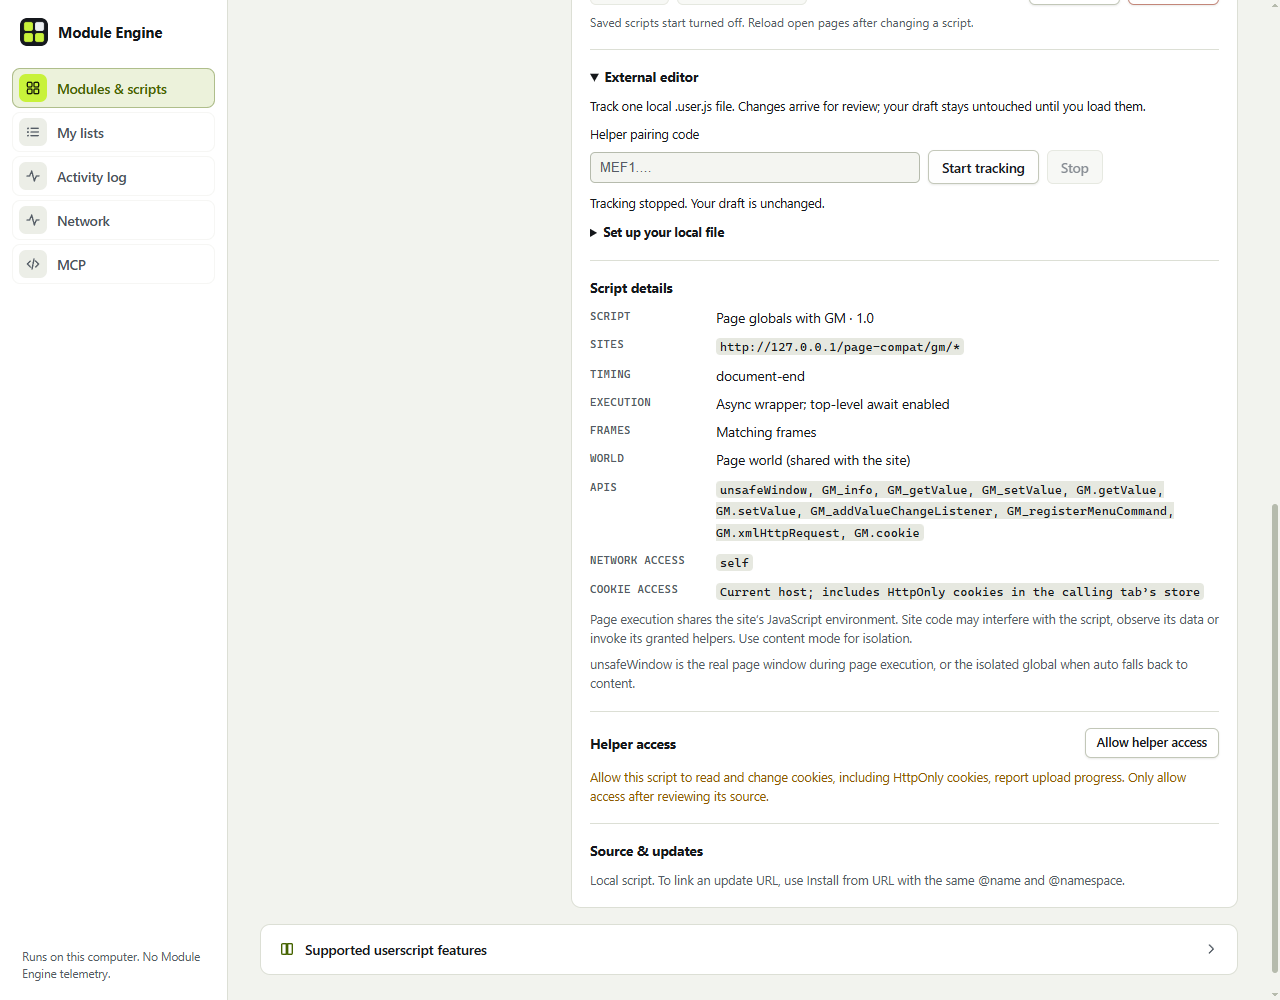 Module Engine
Modules & scripts
My lists
Activity log
Network
MCP
Runs on this computer. No Module
Engine telemetry.
Saved scripts start turned off. Reload open pages after changing a script.
External editor
Track one local .user.js file. Changes arrive for review; your draft stays untouched until you load them.
Helper pairing code
MEF1....
Start tracking
Stop
Tracking stopped. Your draft is unchanged.
Set up your local file
Script details
SCRIPT
Page globals with GM · 1.0
SITES
http://127.0.0.1/page-compat/gm/*
TIMING
document-end
EXECUTION
Async wrapper; top-level await enabled
FRAMES
Matching frames
WORLD
Page world (shared with the site)
APIS
unsafeWindow, GM_info, GM_getValue, GM_setValue, GM.getValue,
GM.setValue, GM_addValueChangeListener, GM_registerMenuCommand,
GM.xmlHttpRequest, GM.cookie
NETWORK ACCESS
self
COOKIE ACCESS
Current host; includes HttpOnly cookies in the calling tab's store
Page execution shares the site's JavaScript environment. Site code may interfere with the script, observe its data or
invoke its granted helpers. Use content mode for isolation.
unsafeWindow is the real page window during page execution, or the isolated global when auto falls back to
content.
Helper access
Allow helper access
Allow this script to read and change cookies, including HttpOnly cookies, report upload progress. Only allow
access after reviewing its source.
Source & updates
Local script. To link an update URL, use Install from URL with the same @name and @namespace.
Supported userscript features